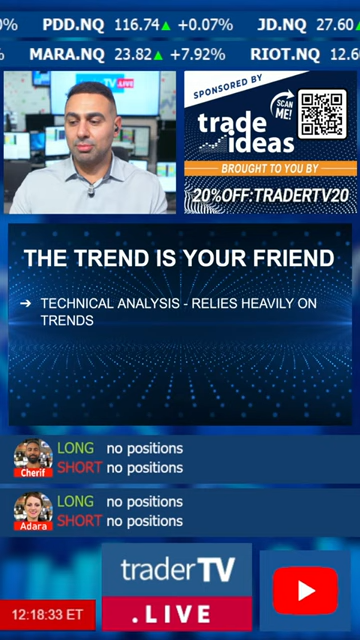 0% PDD.NQ 116.74▲ +0.07% JD.NQ 27.60▲
% MARA.NQ 23.82▲ +7.92% RIOT.NQ 12.6
TV
.LIVE
SPONSORED BY
trade
ideas
SCAN
ME!
BROUGHT TO YOU BY
20%OFF:TRADERTV20
THE TREND IS YOUR FRIEND
➔ TECHNICAL ANALYSIS - RELIES HEAVILY ON
TRENDS
LONG no positions
SHORT no positions
Cherif
LONG no positions
SHORT no positions
Adara
traderTV
.LIVE
12:18:33 ET